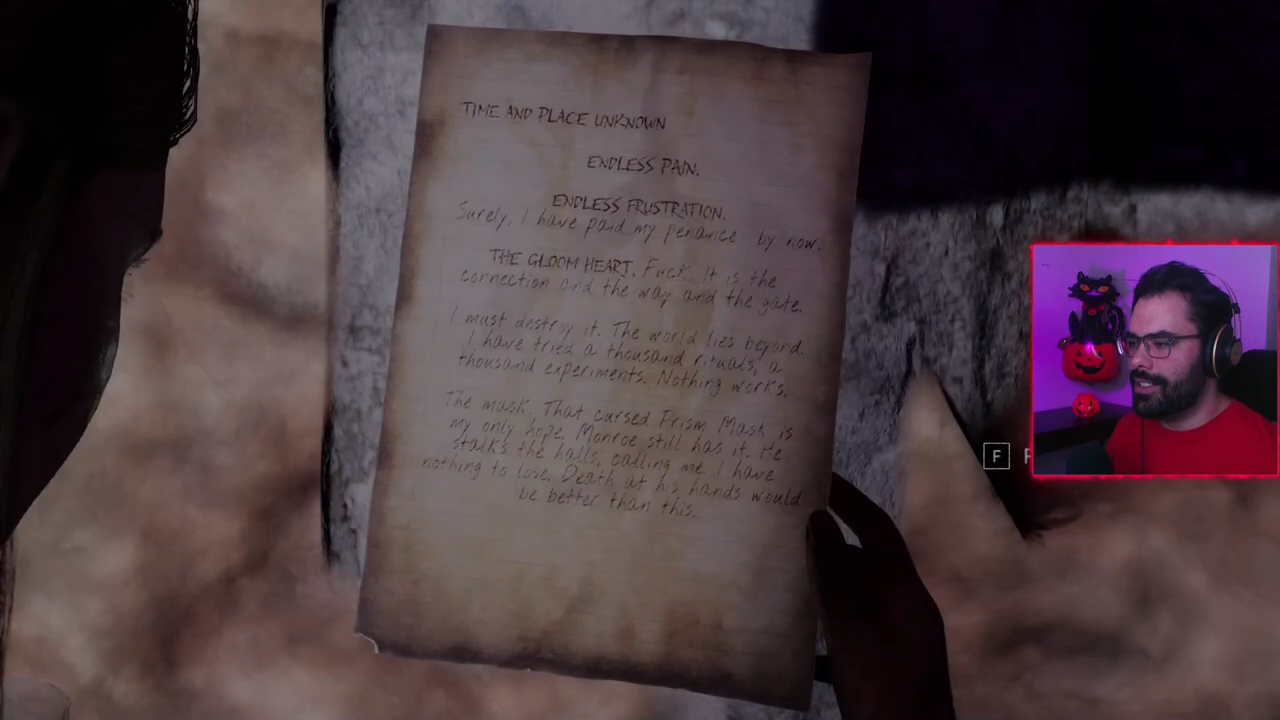 TIME AND PLACE UNKNOWN
ENDLESS PAIN.
ENDLESS FRUSTRATION.
Surely, I have paid my penance by now.
THE GLOOM HEART. Fuck. It is the
connection and the way and the gate.
I must destroy it. The world lies beyond.
I have tried a thousand rituals, a
thousand experiments. Nothing works.
The mask. That cursed Prism Mask is
my only hope. Monroe still has it. He
stalks the halls, calling me. I have
nothing to lose. Death at his hands would
be better than this.
F